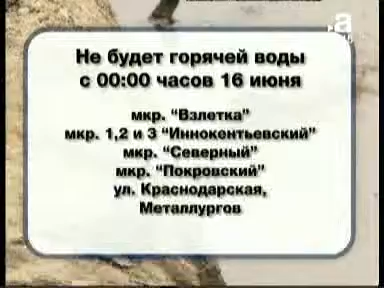 Не будет горячей воды
с 00:00 часов 16 июня
мкр. “Взлетка”
мкр. 1,2 и 3 “Иннокентьевский”
мкр. “Северный”
мкр. “Покровский”
ул. Краснодарская,
Металлургов